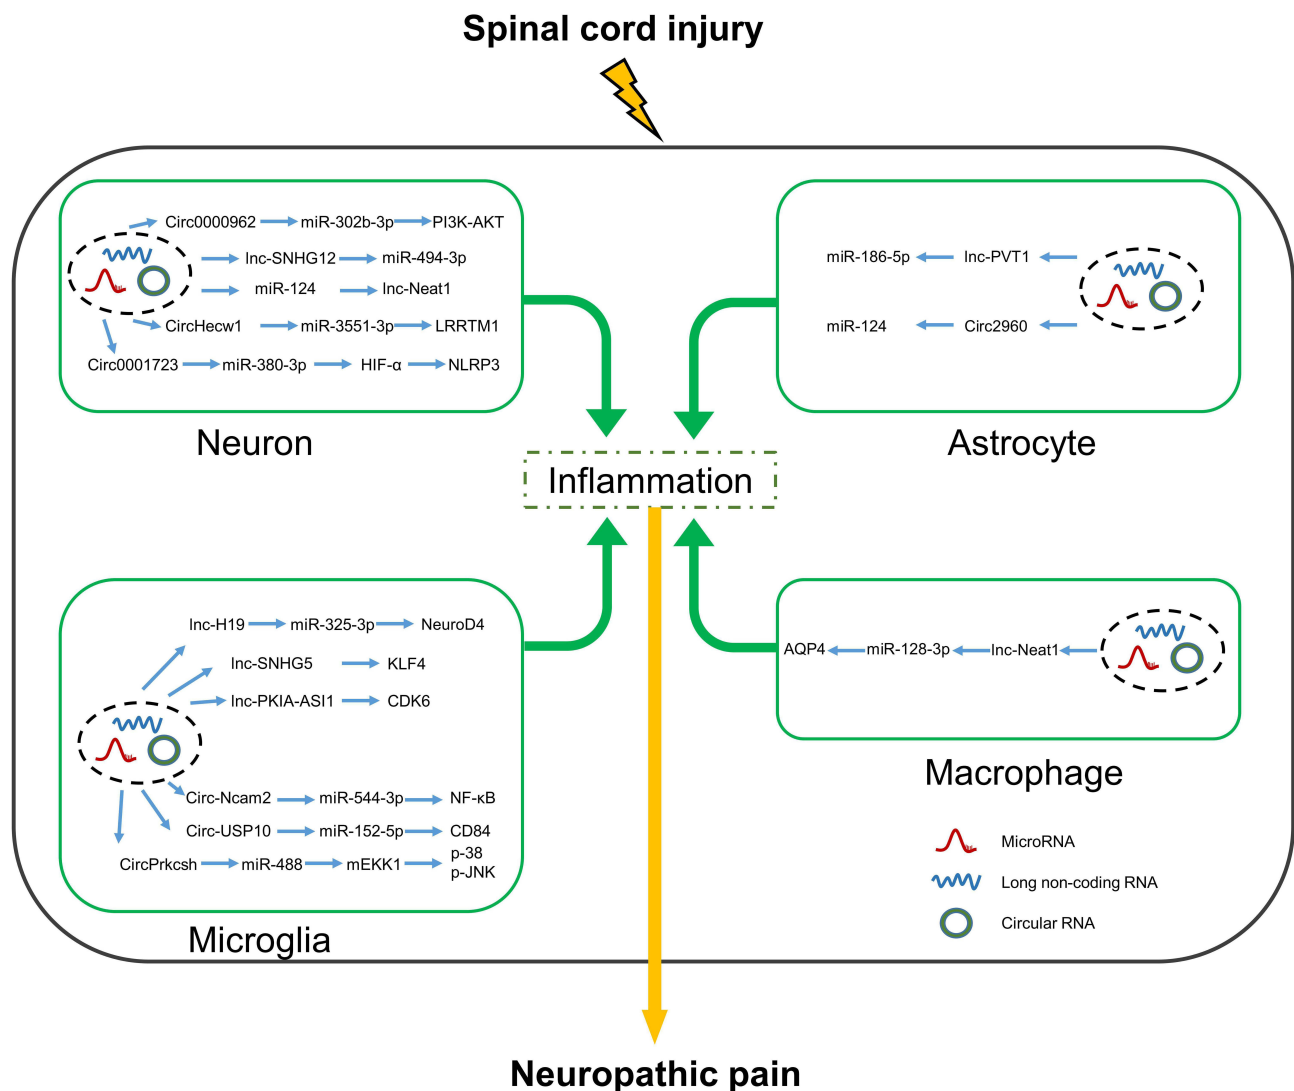 Spinal cord injury
Circ0000962 miR-302b-3p PI3K-AKT
lnc-SNHG12 miR-494-3p
miR-124 lnc-Neat1
CircHecw1 miR-3551-3p LRRTM1
Circ0001723 miR-380-3p HIF-α NLRP3
Neuron
miR-186-5p lnc-PVT1
miR-124 Circ2960
Astrocyte
Inflammation
lnc-H19 miR-325-3p NeuroD4
lnc-SNHG5 KLF4
lnc-PKIA-ASI1 CDK6
Circ-Ncam2 miR-544-3p NF-κB
Circ-USP10 miR-152-5p CD84
CircPrkcsh miR-488 mEKK1 p-38
p-JNK
Microglia
AQP4 miR-128-3p lnc-Neat1
Macrophage
MicroRNA
Long non-coding RNA
Circular RNA
Neuropathic pain